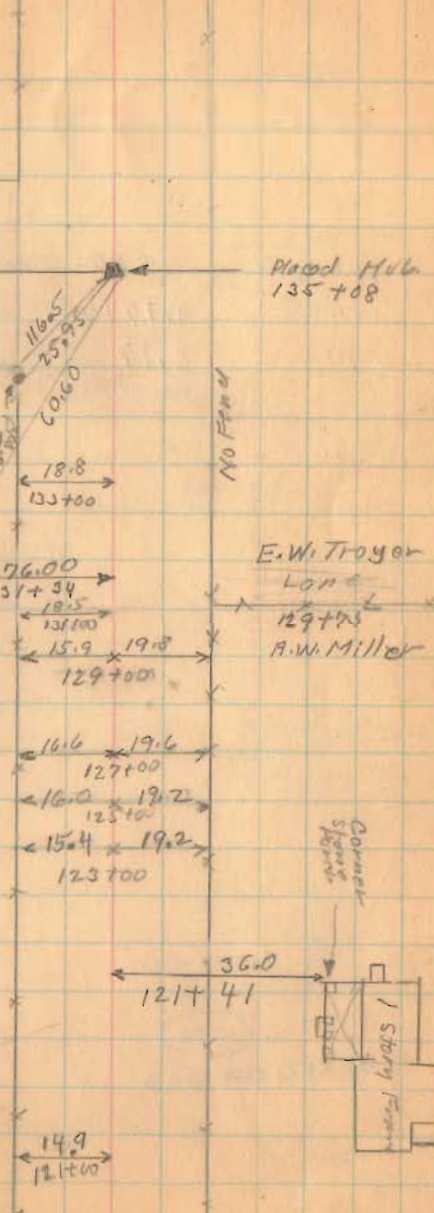 Placed Hub
135 +08
116.5
25.95
60.60
18.8
133+00
No Fence
E.W. Troyer
Lane
129+75
A.W. Miller
76.00
31+34
18.5
131+00
15.9 19.8
129+00
16.6 19.6
127+00
16.0 19.2
125+00
15.4 19.2
123+00
Corner
Stone
36.0
121+41
1 Story Frame
14.9
121+00